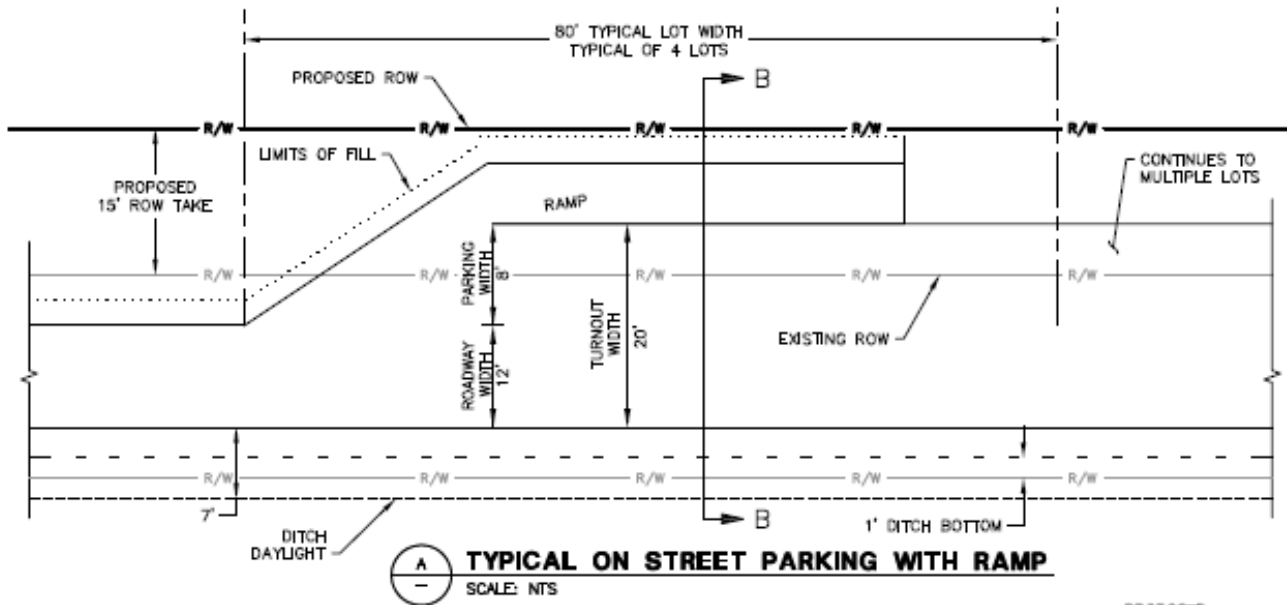 80' TYPICAL LOT WIDTH
TYPICAL OF 4 LOTS
PROPOSED ROW
B
R/W R/W R/W R/W R/W
LIMITS OF FILL
CONTINUES TO
MULTIPLE LOTS
PROPOSED
15' ROW TAKE
RAMP
R/W R/W R/W R/W R/W
PARKING
WIDTH
8'
TURNOUT
WIDTH
20'
EXISTING ROW
ROADWAY
WIDTH
12'
R/W R/W R/W R/W R/W
7'
B
1' DITCH BOTTOM
DITCH
DAYLIGHT
A
–
TYPICAL ON STREET PARKING WITH RAMP
SCALE: NTS